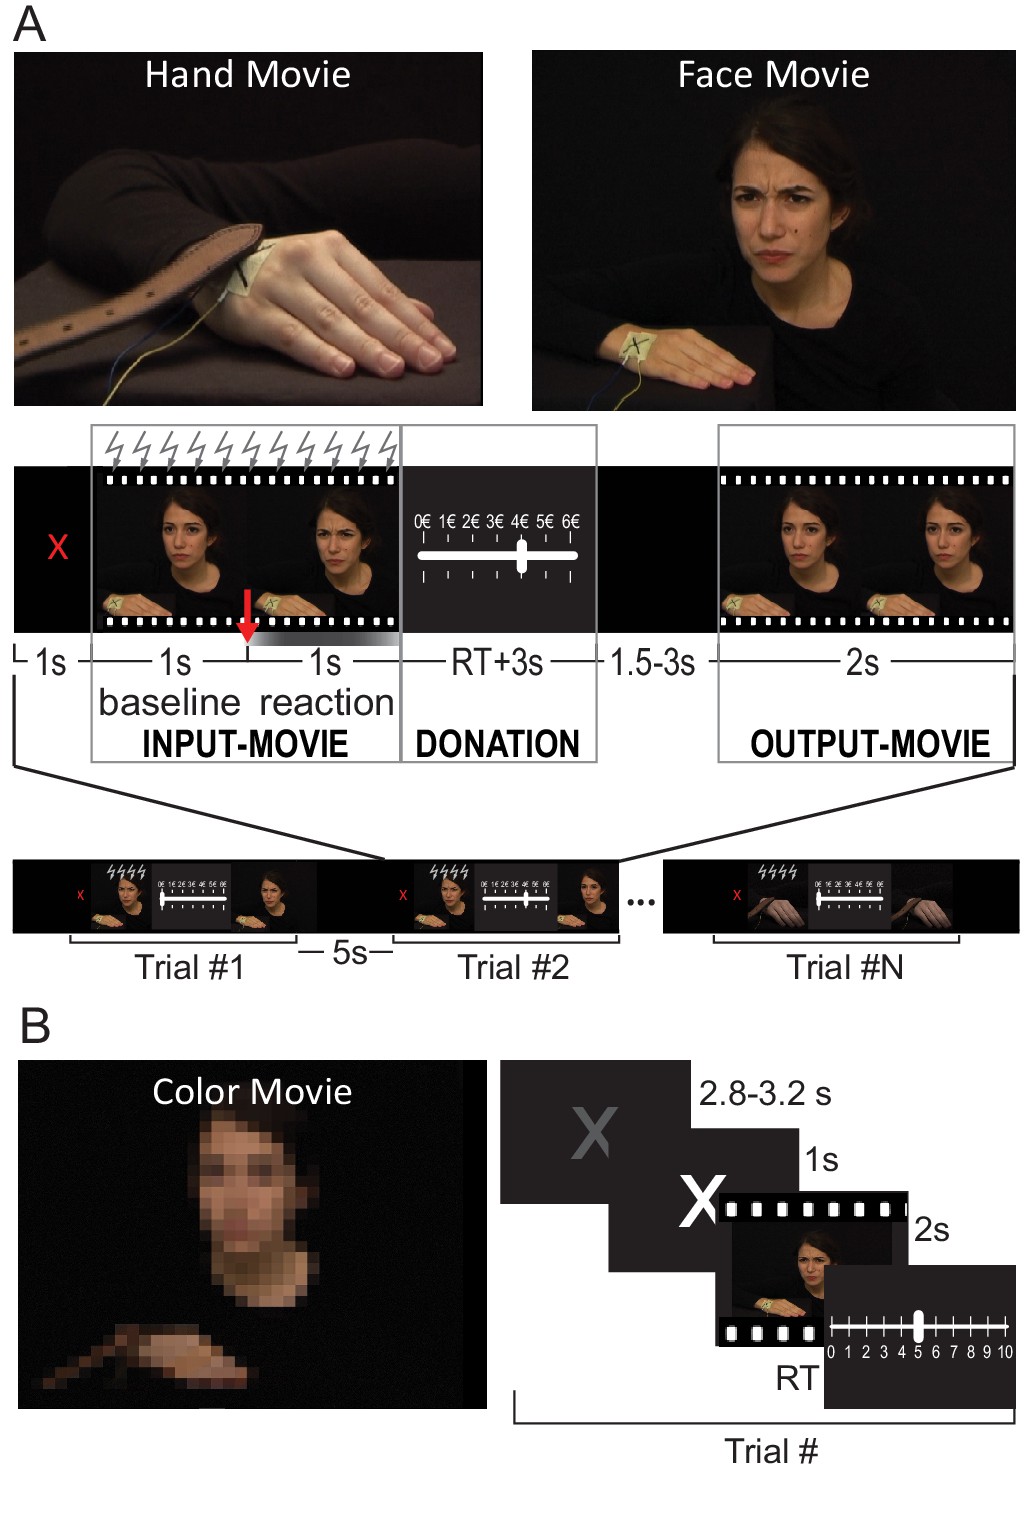 A
Hand Movie
Face Movie
X
0€ 1€ 2€ 3€ 4€ 5€ 6€
1s
1s
1s
RT+3s
1.5-3s
2s
baseline
reaction
INPUT-MOVIE
DONATION
OUTPUT-MOVIE
X
0€ 1€ 2€ 3€ 4€ 5€ 6€
X
0€ 1€ 2€ 3€ 4€ 5€ 6€
...
X
0€ 1€ 2€ 3€ 4€ 5€ 6€
Trial #1
5s
Trial #2
Trial #N
B
Color Movie
X
2.8-3.2 s
X
1s
2s
0 1 2 3 4 5 6 7 8 9 10
RT
Trial #